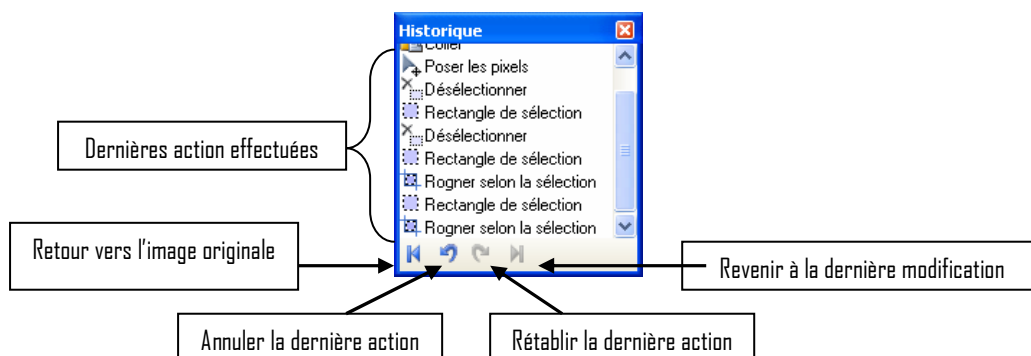 Historique
Coller
Poser les pixels
Désélectionner
Rectangle de sélection
Désélectionner
Rectangle de sélection
Rogner selon la sélection
Rectangle de sélection
Rogner selon la sélection
Dernières action effectuées
Retour vers l'image originale
Revenir à la dernière modification
Annuler la dernière action
Rétablir la dernière action